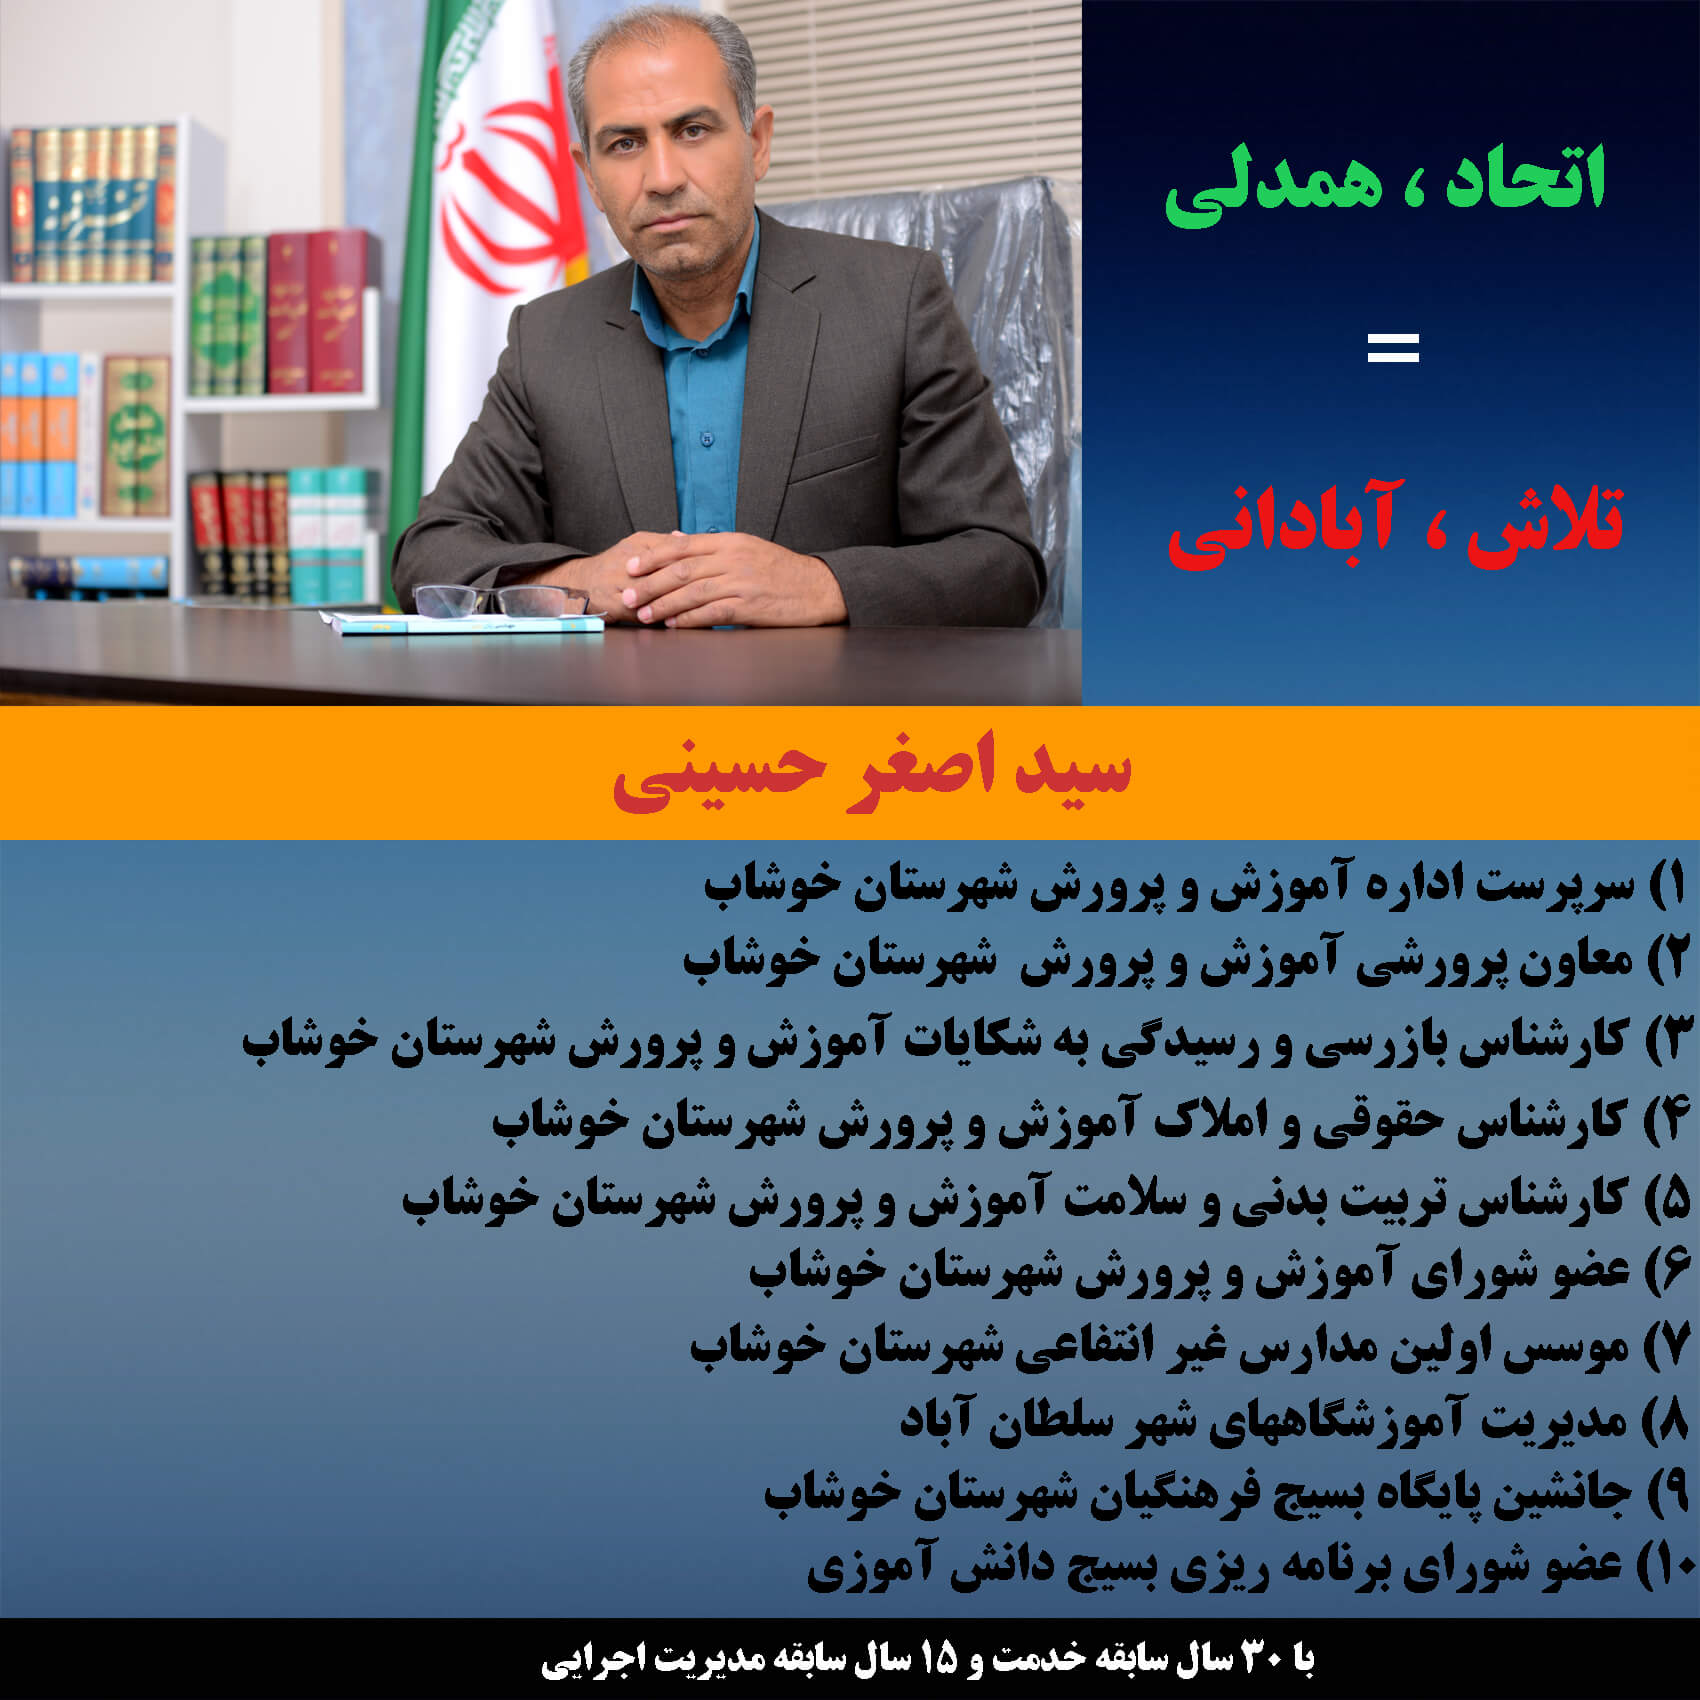 اتحاد ، همدلی
=
تلاش ، آبادانی
سید اصغر حسینی
۱) سرپرست اداره آموزش و پرورش شهرستان خوشاب
۲) معاون پرورشی آموزش و پرورش شهرستان خوشاب
۳) کارشناس بازرسی و رسیدگی به شکایات آموزش و پرورش شهرستان خوشاب
۴) کارشناس حقوقی و املاک آموزش و پرورش شهرستان خوشاب
۵) کارشناس تربیت بدنی و سلامت آموزش و پرورش شهرستان خوشاب
۶) عضو شورای آموزش و پرورش شهرستان خوشاب
۷) موسس اولین مدارس غیر انتفاعی شهرستان خوشاب
۸) مدیریت آموزشگاههای شهر سلطان آباد
۹) جانشین پایگاه بسیج فرهنگیان شهرستان خوشاب
۱۰) عضو شورای برنامه ریزی بسیج دانش آموزی
با ۳۰ سال سابقه خدمت و ۱۵ سال سابقه مدیریت اجرایی